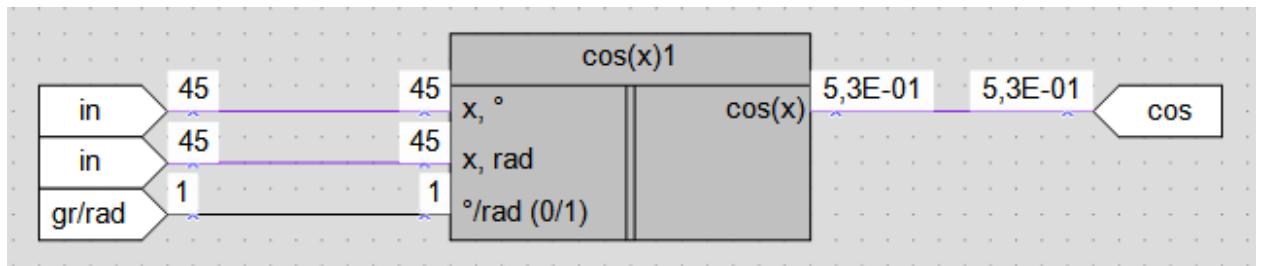 cos(x)1
in 45 45 x, ° cos(x) 5,3E-01 5,3E-01 cos
in 45 45 x, rad
gr/rad 1 1 °/rad (0/1)